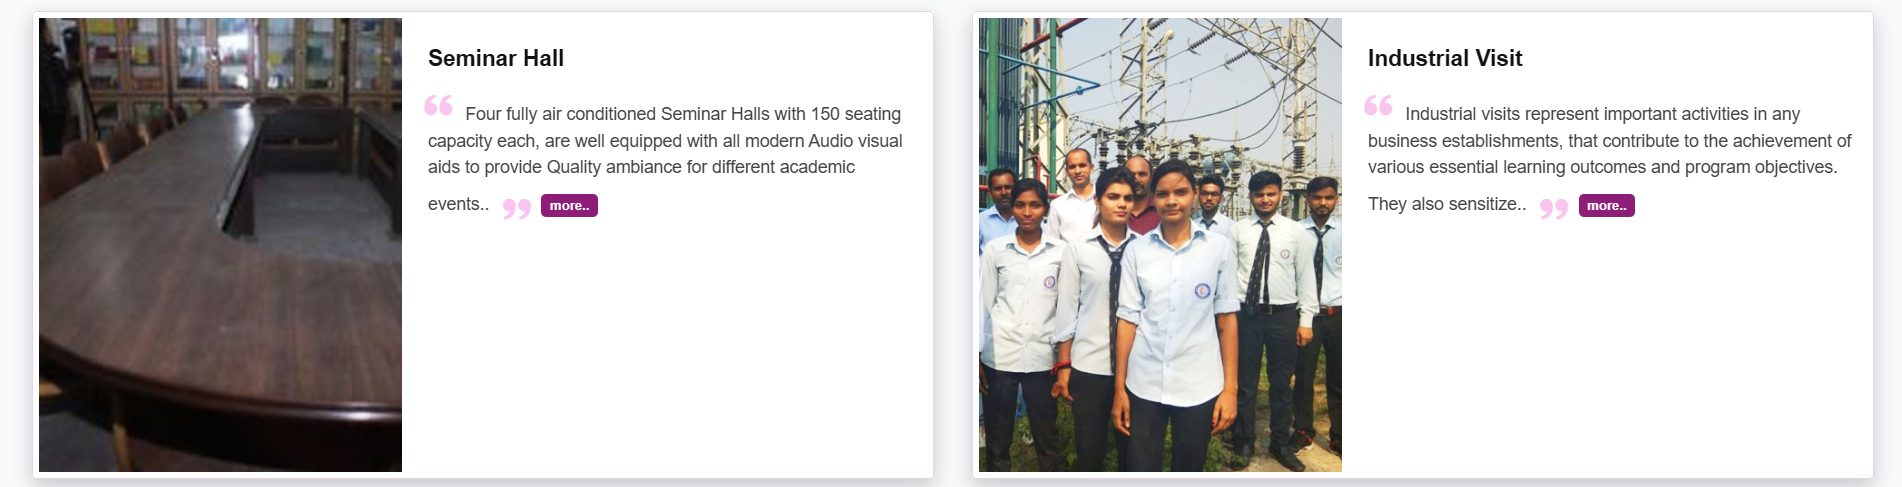 Seminar Hall
Four fully air conditioned Seminar Halls with 150 seating
capacity each, are well equipped with all modern Audio visual
aids to provide Quality ambiance for different academic
events..
more..
Industrial Visit
Industrial visits represent important activities in any
business establishments, that contribute to the achievement of
various essential learning outcomes and program objectives.
They also sensitize..
more..